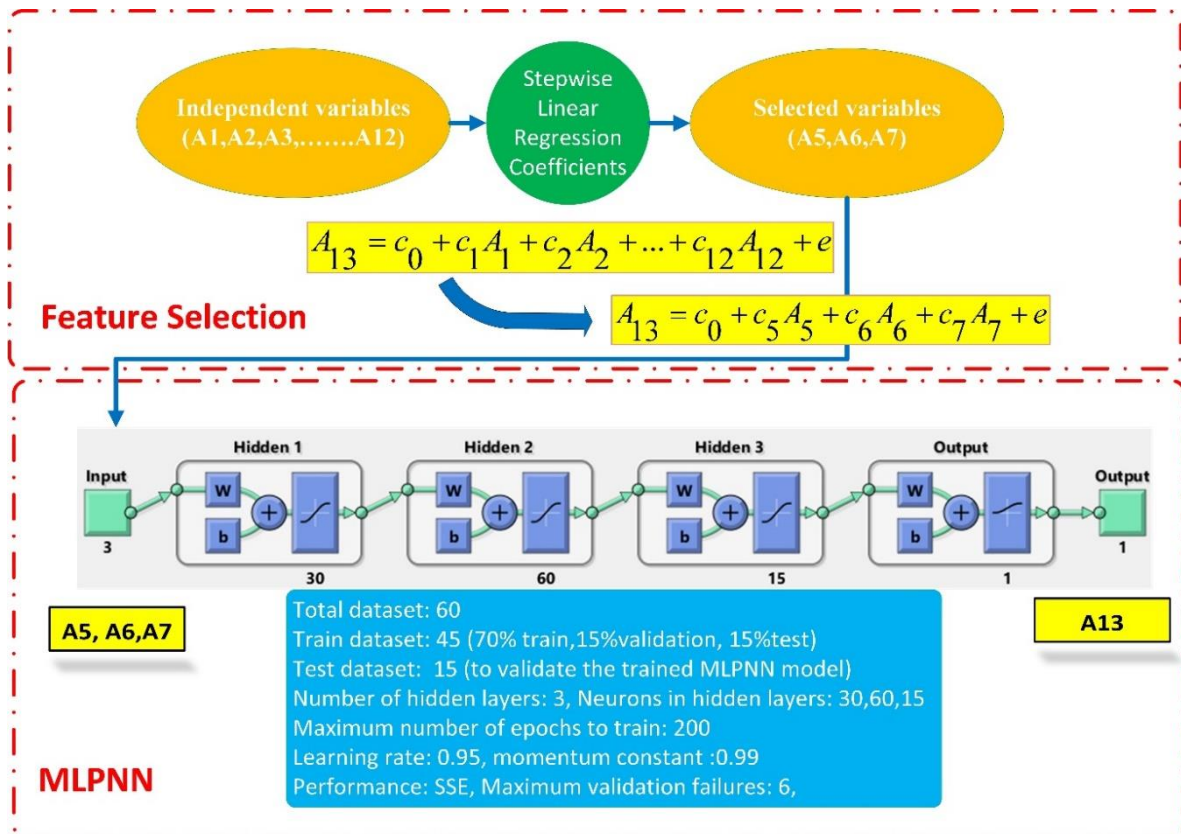 Independent variables
(A1,A2,A3,.......A12)
Stepwise
Linear
Regression
Coefficients
Selected variables
(A5,A6,A7)
A13 = c0 + c1A1 + c2A2 + ... + c12A12 + e
A13 = c0 + c5A5 + c6A6 + c7A7 + e
Feature Selection
Input
3
Hidden 1
W
b
+
30
Hidden 2
W
b
+
60
Hidden 3
W
b
+
15
Output
W
b
+
1
Output
1
A5, A6,A7
A13
Total dataset: 60
Train dataset: 45 (70% train,15%validation, 15%test)
Test dataset:  15 (to validate the trained MLPNN model)
Number of hidden layers: 3, Neurons in hidden layers: 30,60,15
Maximum number of epochs to train: 200
Learning rate: 0.95, momentum constant :0.99
Performance: SSE, Maximum validation failures: 6,
MLPNN